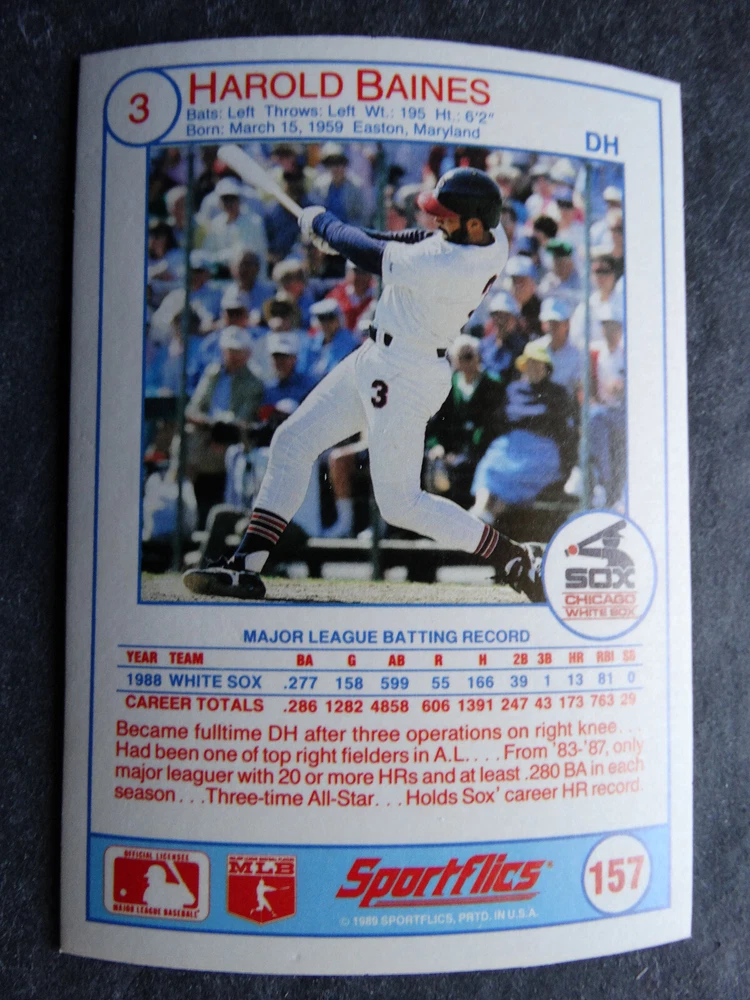 3
HAROLD BAINES
Bats: Left Throws: Left Wt.: 195 Ht.: 6'2"
Born: March 15, 1959 Easton, Maryland
DH
3
SOX
CHICAGO
WHITE SOX
MAJOR LEAGUE BATTING RECORD
YEAR TEAM BA G AB R H 2B 3B HR RBI SB
1988 WHITE SOX .277 158 599 55 166 39 1 13 81 0
CAREER TOTALS .286 1282 4858 606 1391 247 43 173 763 29
Became fulltime DH after three operations on right knee...
Had been one of top right fielders in A.L.... From '83-'87, only
major leaguer with 20 or more HRs and at least .280 BA in each
season...Three-time All-Star... Holds Sox' career HR record.
OFFICIAL LICENSEE
MAJOR LEAGUE BASEBALL
MLB
Sportflics
© 1989 SPORTFLICS, PRTD. IN U.S.A.
157